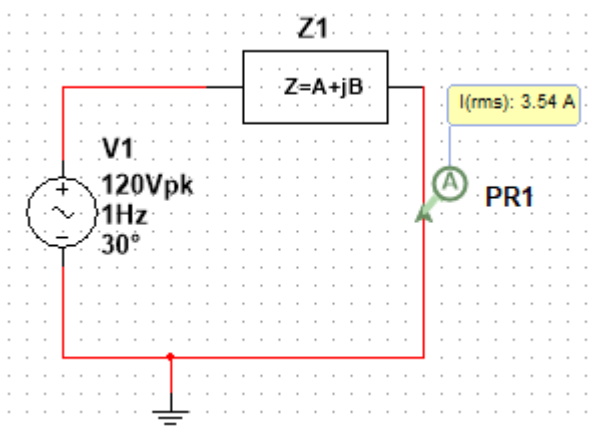 Z1
Z=A+jB
I(rms): 3.54 A
V1
120Vpk
1Hz
30°
A
PR1